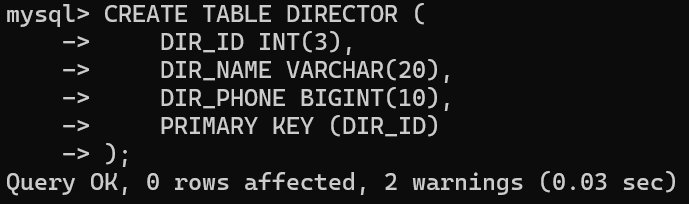 mysql> CREATE TABLE DIRECTOR (
    ->     DIR_ID INT(3),
    ->     DIR_NAME VARCHAR(20),
    ->     DIR_PHONE BIGINT(10),
    ->     PRIMARY KEY (DIR_ID)
    -> );
Query OK, 0 rows affected, 2 warnings (0.03 sec)